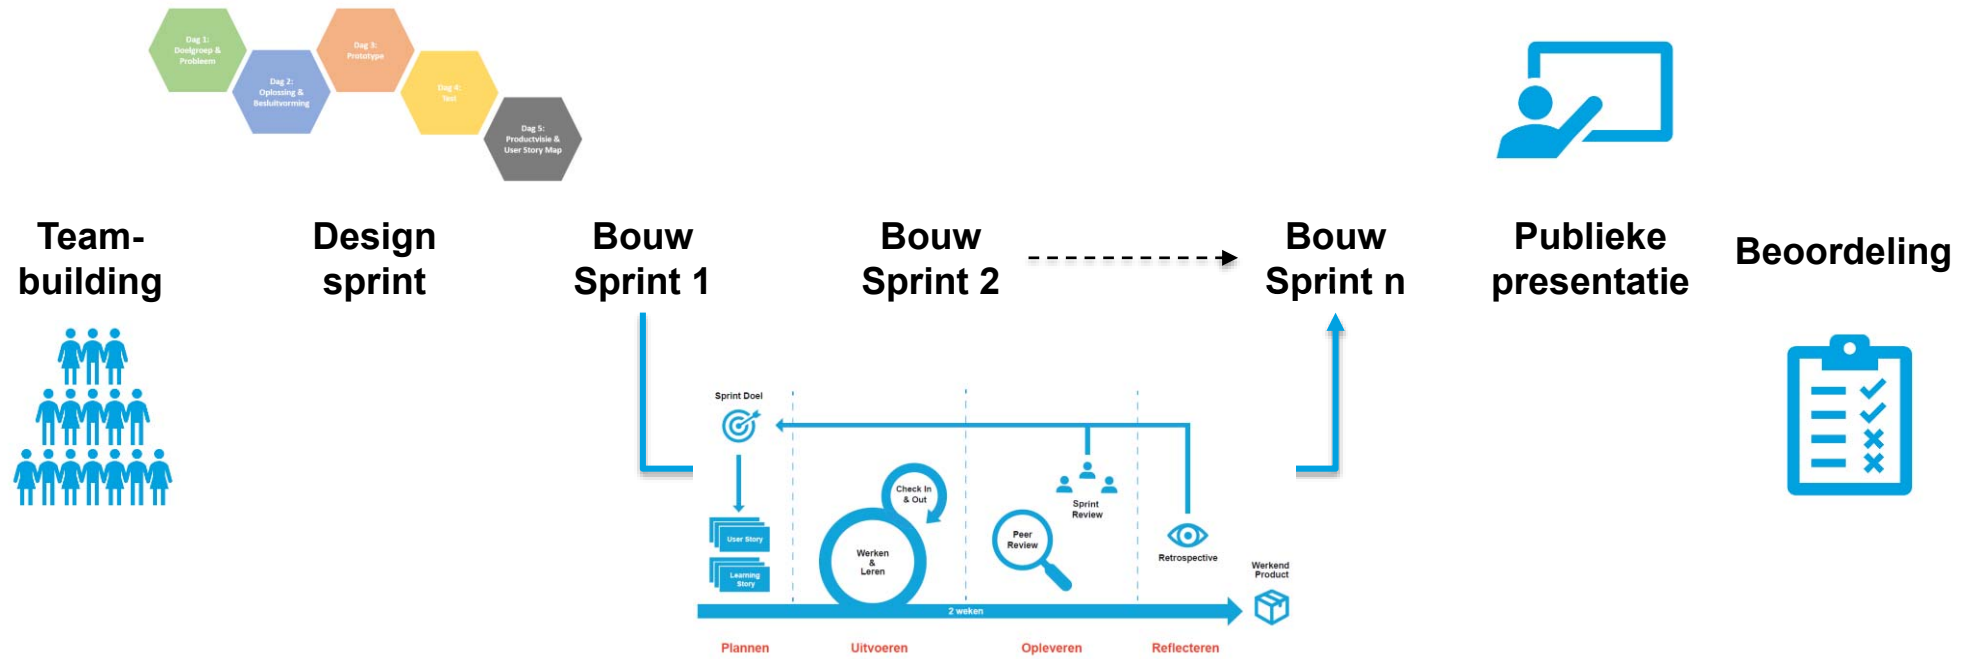 Dag 1:
Doelgroep &
Probleem
Dag 2:
Oplossing &
Besluitvorming
Dag 3:
Prototype
Dag 4:
Test
Dag 5:
Productvisie &
User Story Map
Team-
building
Design
sprint
Bouw
Sprint 1
Bouw
Sprint 2
Bouw
Sprint n
Publieke
presentatie
Beoordeling
Sprint Doel
User Story
Learning
Story
Check In
& Out
Werken
&
Leren
Peer
Review
Sprint
Review
Retrospective
Werkend
Product
2 weken
Plannen
Uitvoeren
Opleveren
Reflecteren